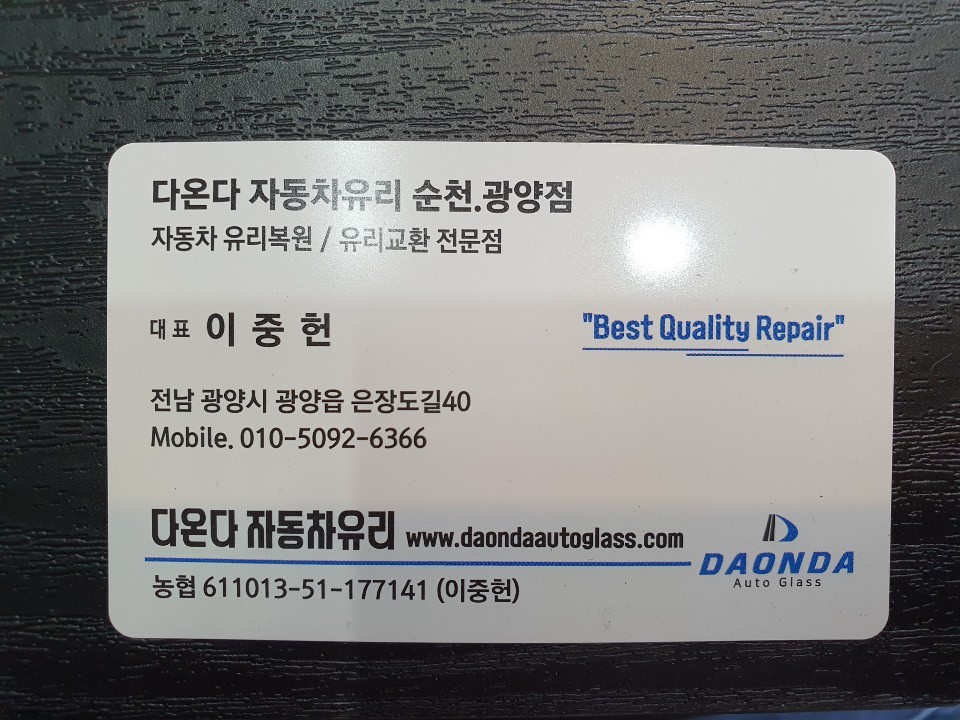 다온다 자동차유리 순천.광양점
자동차 유리복원 / 유리교환 전문점
대표 이중헌
"Best Quality Repair"
전남 광양시 광양읍 은장도길40
Mobile. 010-5092-6366
다온다 자동차유리 www.daondaautoglass.com
DAONDA
Auto Glass
농협 611013-51-177141 (이중헌)